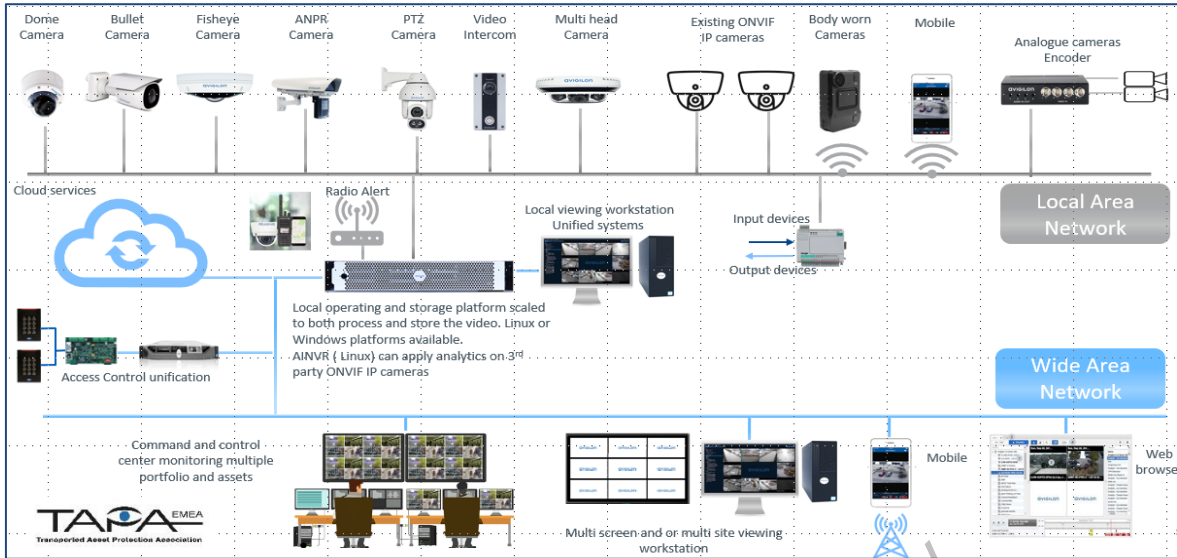 Dome
Camera
Bullet
Camera
Fisheye
Camera
ANPR
Camera
PTZ
Camera
Video
Intercom
Multi head
Camera
Existing ONVIF
IP cameras
Body worn
Cameras
Mobile
Analogue cameras
Encoder
AVIGILON
AVIGILON
AVIGILON
Local Area
Network
Cloud services
Radio Alert
Local viewing workstation
Unified systems
Input devices
Output devices
Local operating and storage platform scaled
to both process and store the video. Linux or
Windows platforms available.
AINVR ( Linux) can apply analytics on 3rd
party ONVIF IP cameras
Access Control unification
Wide Area
Network
Command and control
center monitoring multiple
portfolio and assets
TAPA EMEA
Transported Asset Protection Association
Multi screen and or multi site viewing
workstation
Mobile
Web
browse